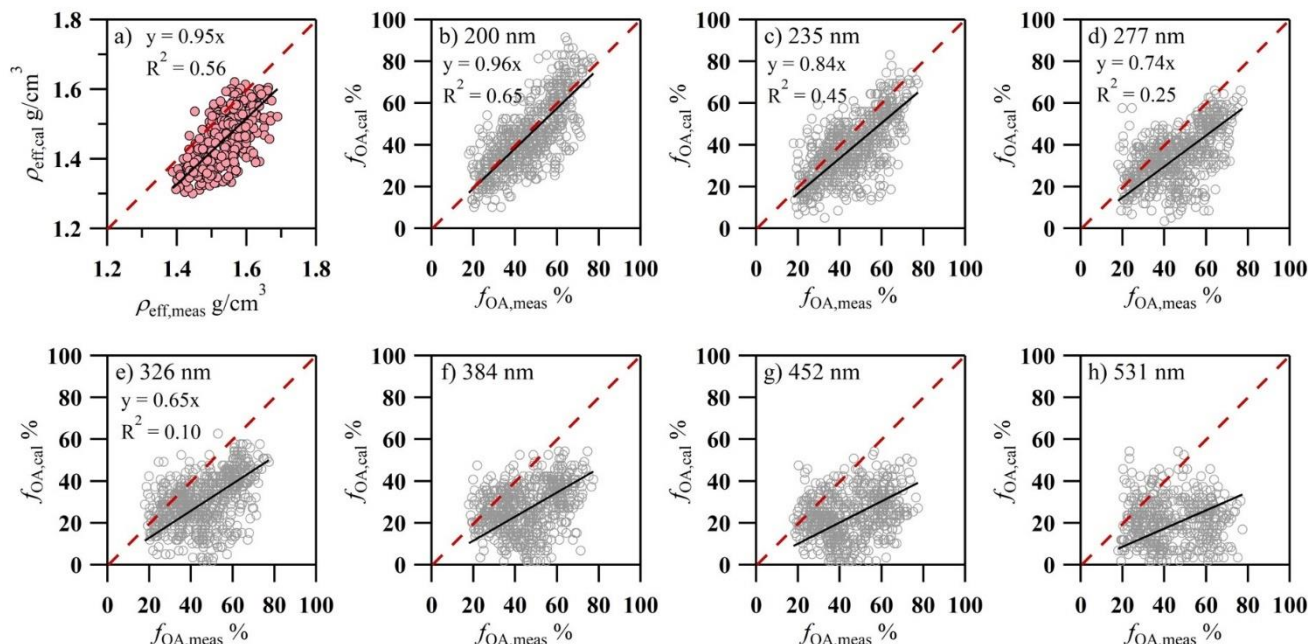 a)
y = 0.95x
R² = 0.56
1.8
1.6
1.4
1.2
1.2 1.4 1.6 1.8
ρeff,cal g/cm³
ρeff,meas g/cm³
b) 200 nm
y = 0.96x
R² = 0.65
100
80
60
40
20
0
0 20 40 60 80 100
fOA,cal %
fOA,meas %
c) 235 nm
y = 0.84x
R² = 0.45
100
80
60
40
20
0
0 20 40 60 80 100
fOA,cal %
fOA,meas %
d) 277 nm
y = 0.74x
R² = 0.25
100
80
60
40
20
0
0 20 40 60 80 100
fOA,cal %
fOA,meas %
e) 326 nm
y = 0.65x
R² = 0.10
100
80
60
40
20
0
0 20 40 60 80 100
fOA,cal %
fOA,meas %
f) 384 nm
100
80
60
40
20
0
0 20 40 60 80 100
fOA,cal %
fOA,meas %
g) 452 nm
100
80
60
40
20
0
0 20 40 60 80 100
fOA,cal %
fOA,meas %
h) 531 nm
100
80
60
40
20
0
0 20 40 60 80 100
fOA,cal %
fOA,meas %